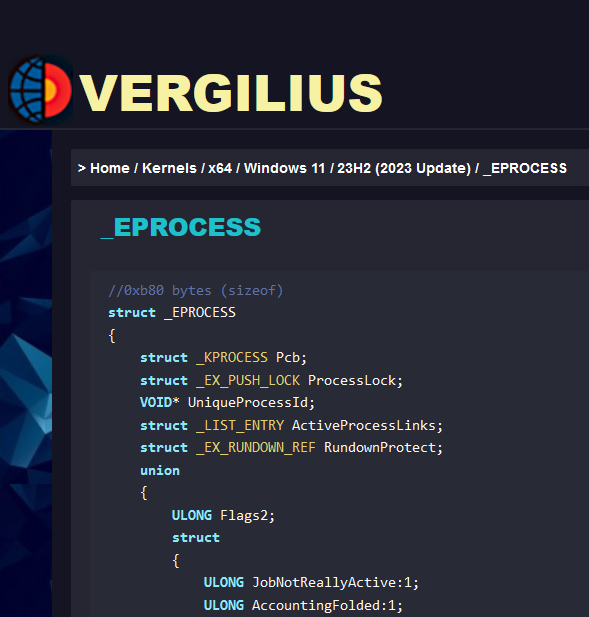 VERGILIUS
> Home / Kernels / x64 / Windows 11 / 23H2 (2023 Update) / _EPROCESS
_EPROCESS
//0xb80 bytes (sizeof)
struct _EPROCESS
{
struct _KPROCESS Pcb;
struct _EX_PUSH_LOCK ProcessLock;
VOID* UniqueProcessId;
struct _LIST_ENTRY ActiveProcessLinks;
struct _EX_RUNDOWN_REF RundownProtect;
union
{
ULONG Flags2;
struct
{
ULONG JobNotReallyActive:1;
ULONG AccountingFolded:1;